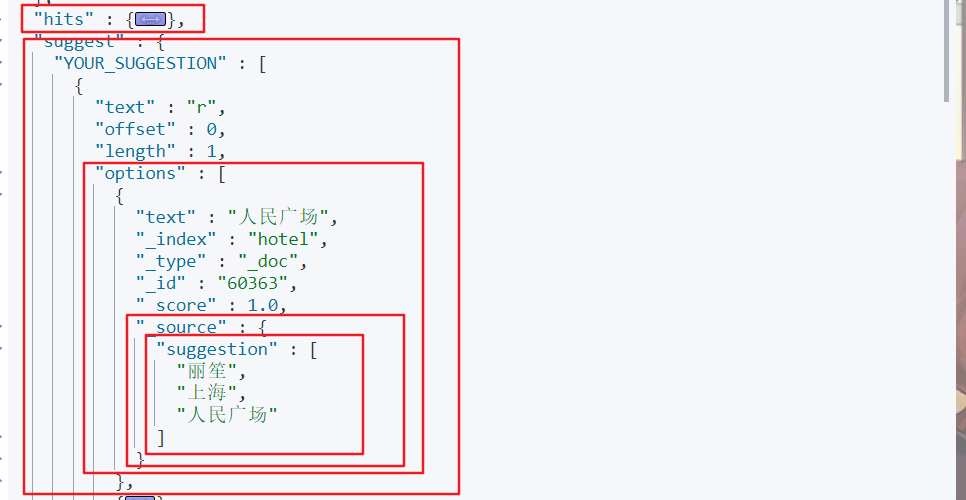 },
"hits" : {},
"suggest" : {
"YOUR_SUGGESTION" : [
{
"text" : "r",
"offset" : 0,
"length" : 1,
"options" : [
{
"text" : "人民广场",
"_index" : "hotel",
"_type" : "_doc",
"_id" : "60363",
"_score" : 1.0,
"_source" : {
"suggestion" : [
"丽笙",
"上海",
"人民广场"
]
}
},
{}